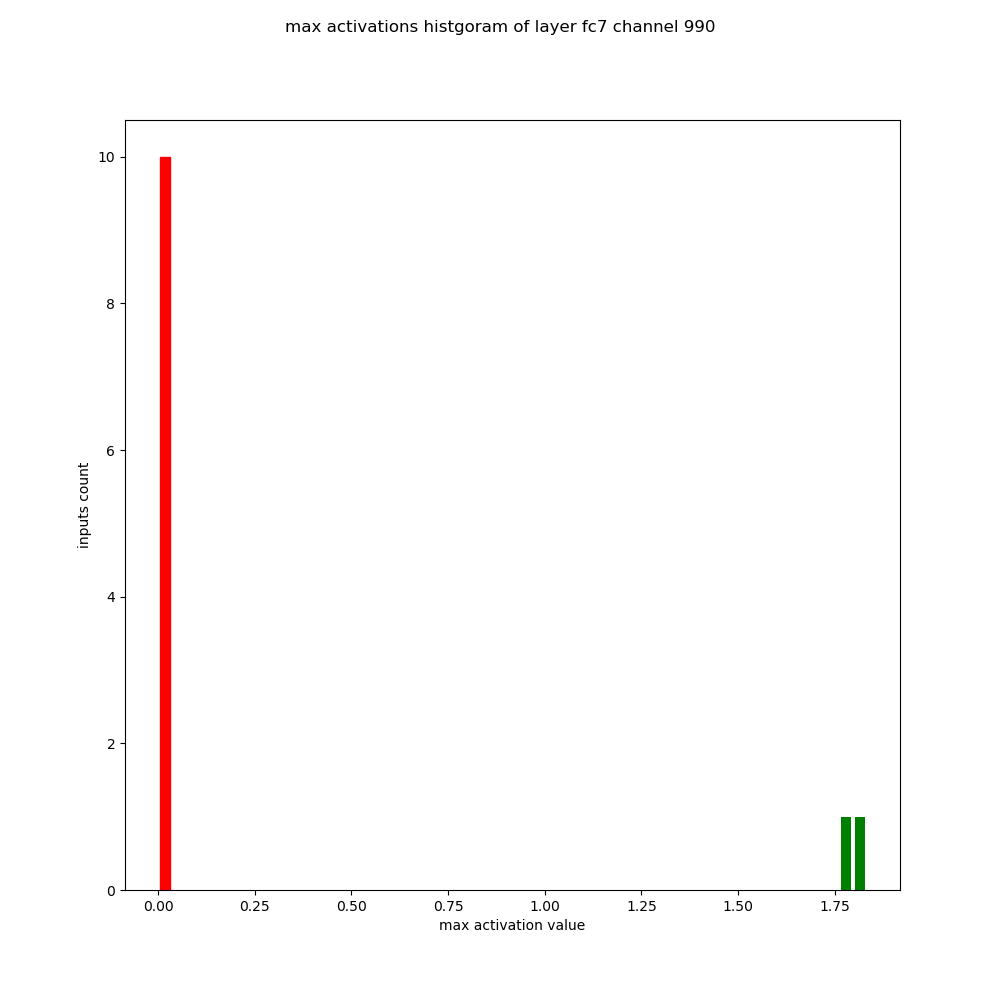 max activations histgoram of layer fc7 channel 990
10
8
6
4
2
0
inputs count
0.00 0.25 0.50 0.75 1.00 1.25 1.50 1.75
max activation value